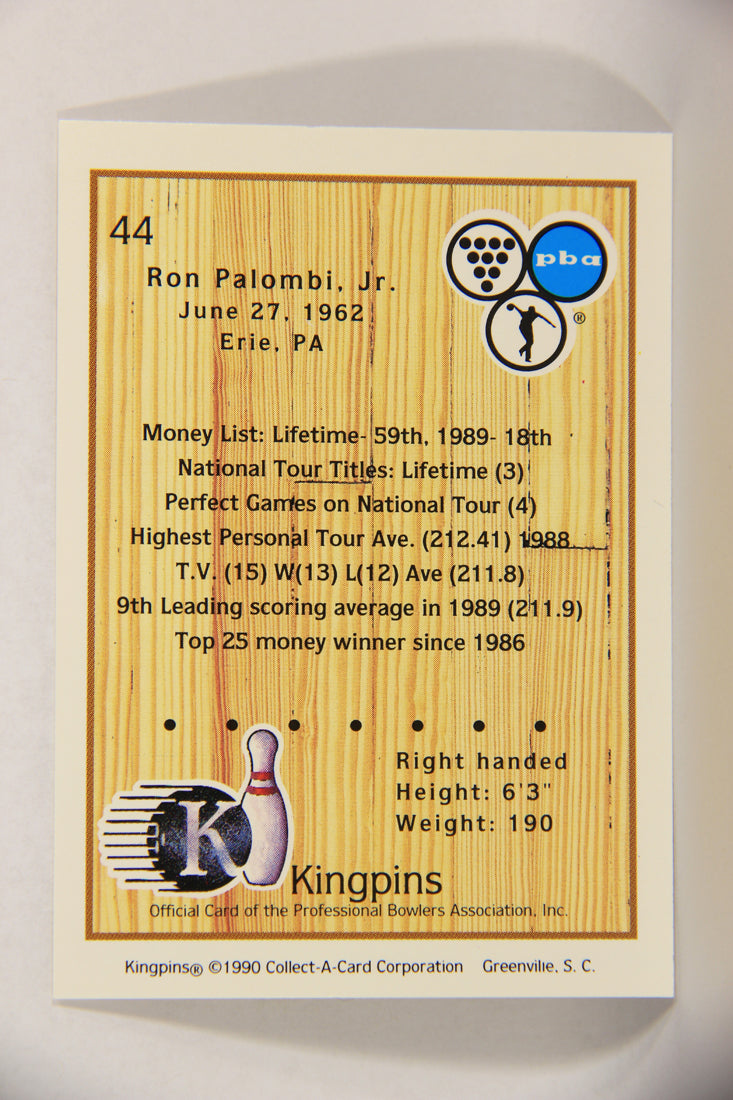 44
pba
®
Ron Palombi, Jr.
June 27, 1962
Erie, PA
Money List: Lifetime- 59th, 1989- 18th
National Tour Titles: Lifetime (3)
Perfect Games on National Tour (4)
Highest Personal Tour Ave. (212.41) 1988
T.V. (15) W(13) L(12) Ave (211.8)
9th Leading scoring average in 1989 (211.9)
Top 25 money winner since 1986
Right handed
Height: 6'3"
Weight: 190
K
Kingpins
Official Card of the Professional Bowlers Association, Inc.
Kingpins® ©1990 Collect-A-Card Corporation Greenville, S. C.